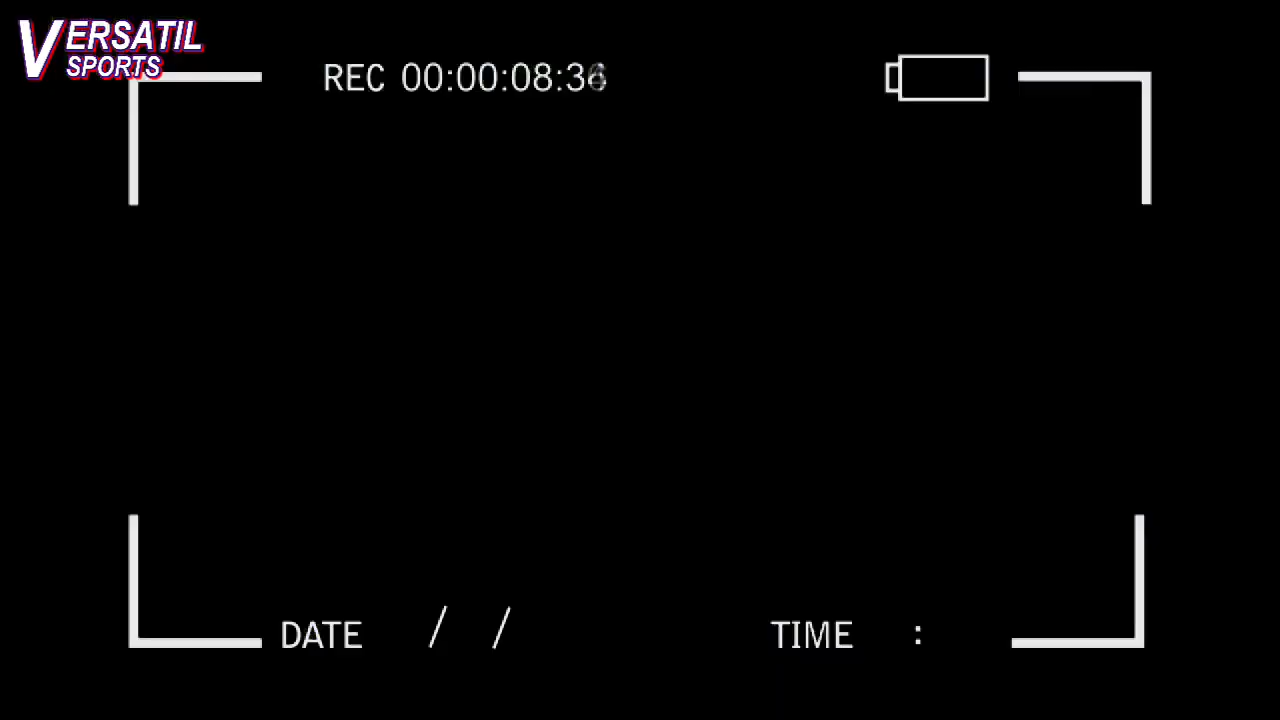 VERSATIL
SPORTS
REC 00:00:08:3
DATE / /
TIME :